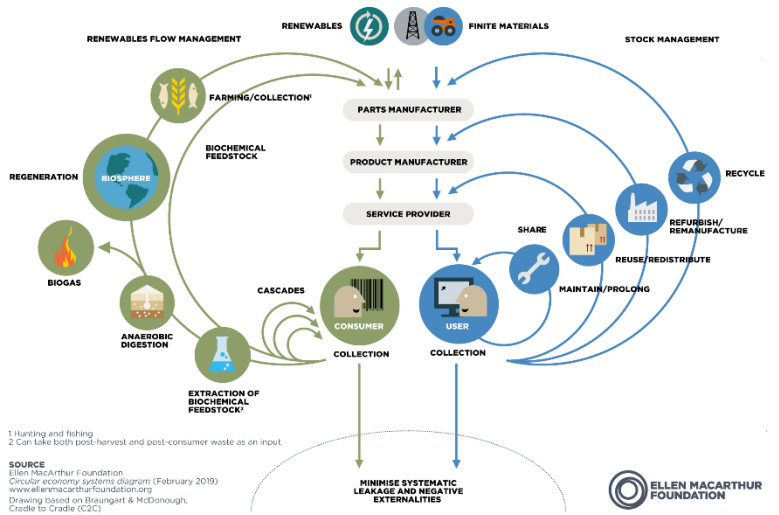 RENEWABLES
FINITE MATERIALS
RENEWABLES FLOW MANAGEMENT
STOCK MANAGEMENT
FARMING/COLLECTION¹
PARTS MANUFACTURER
BIOCHEMICAL
FEEDSTOCK
PRODUCT MANUFACTURER
REGENERATION
BIOSPHERE
RECYCLE
SERVICE PROVIDER
REFURBISH/
REMANUFACTURE
SHARE
REUSE/REDISTRIBUTE
BIOGAS
CASCADES
MAINTAIN/PROLONG
CONSUMER
USER
ANAEROBIC
DIGESTION
COLLECTION
COLLECTION
EXTRACTION OF
BIOCHEMICAL
FEEDSTOCK²
1 Hunting and fishing
2 Can take both post-harvest and post-consumer waste as an input
SOURCE
Ellen MacArthur Foundation
Circular economy systems diagram (February 2019)
www.ellenmacarthurfoundation.org
Drawing based on Braungart & McDonough,
Cradle to Cradle (C2C)
MINIMISE SYSTEMATIC
LEAKAGE AND NEGATIVE
EXTERNALITIES
ELLEN MACARTHUR
FOUNDATION